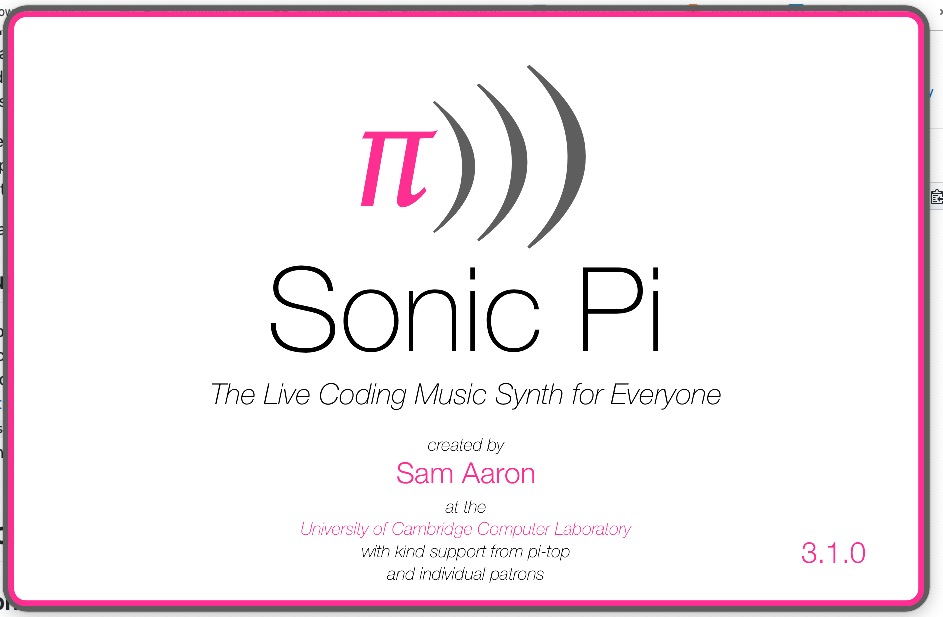 π
Sonic Pi
The Live Coding Music Synth for Everyone
created by
Sam Aaron
at the
University of Cambridge Computer Laboratory
with kind support from pi-top
and individual patrons
3.1.0